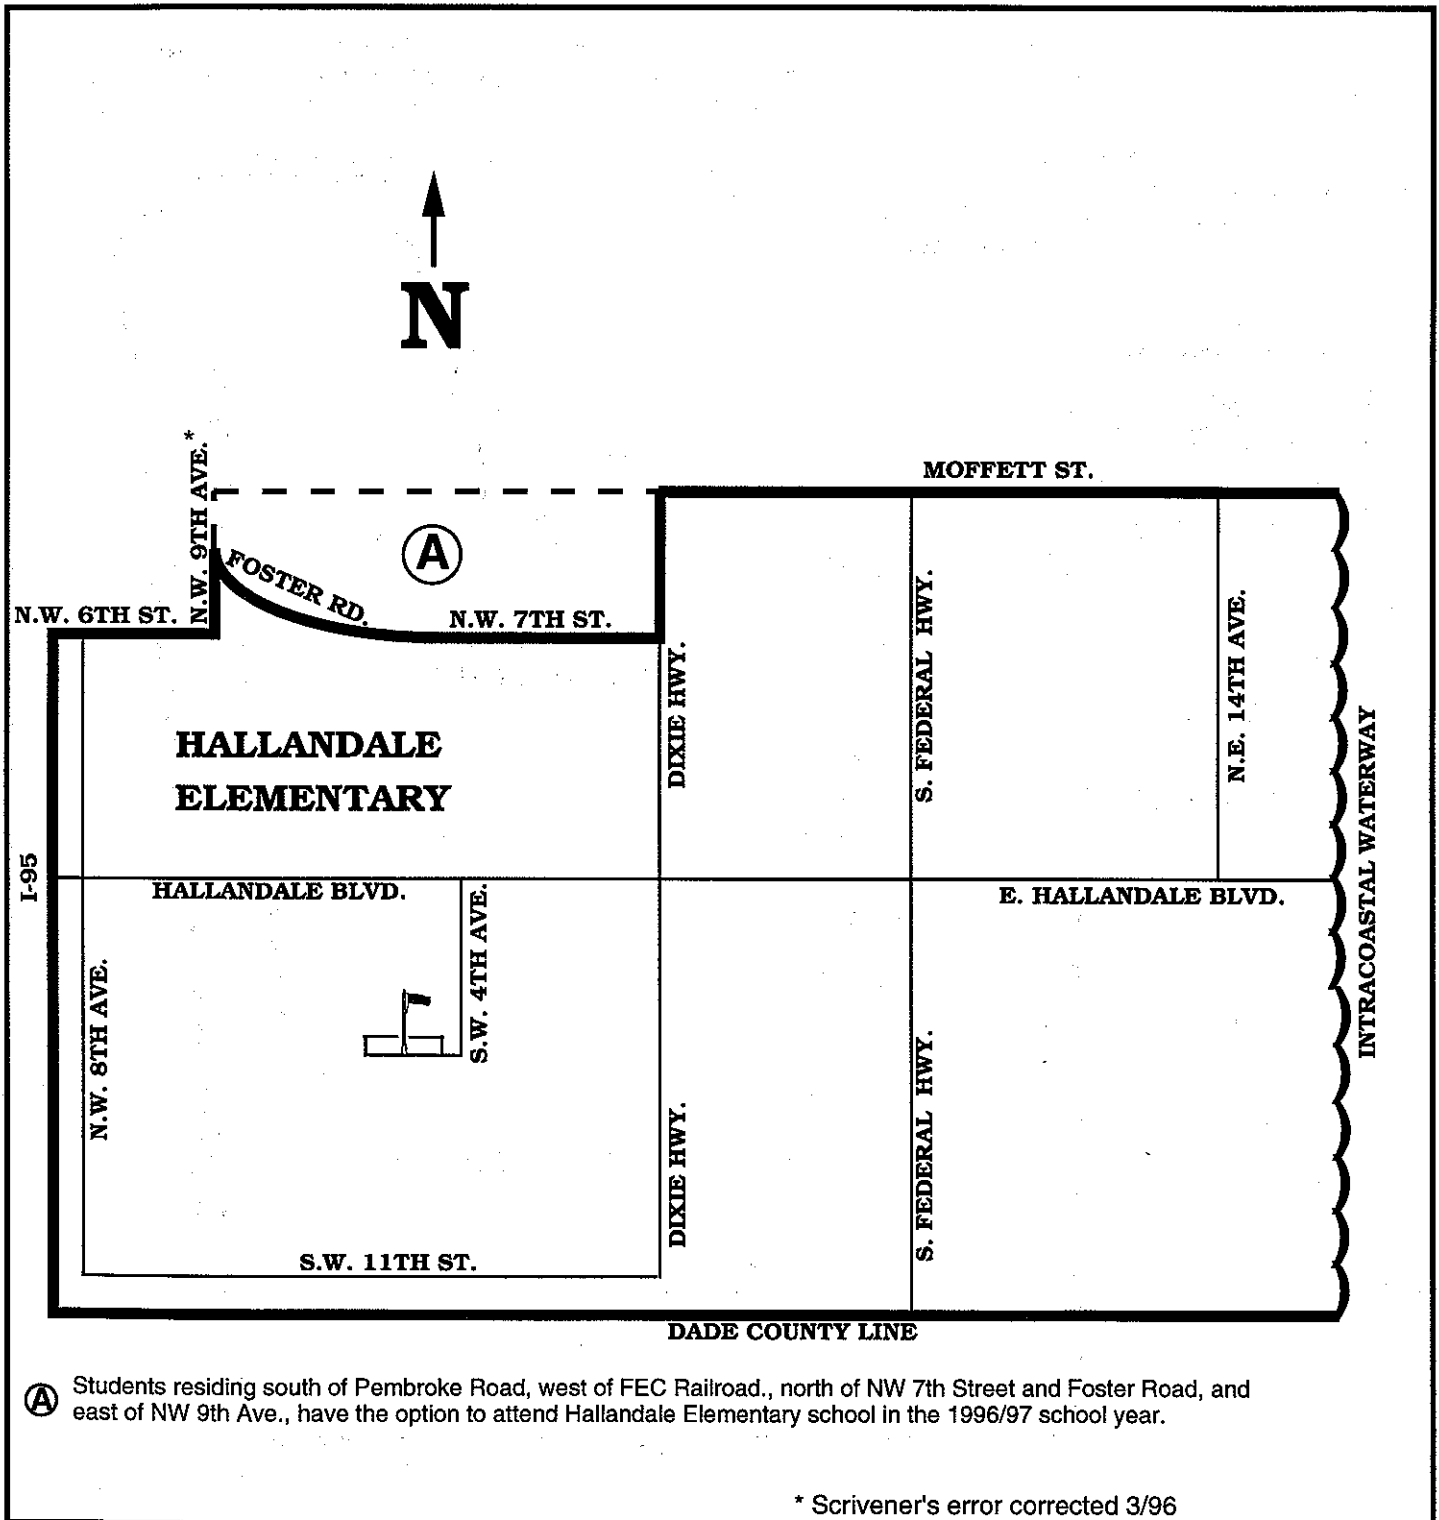 N
MOFFETT ST.
N.W. 9TH AVE.*
A
FOSTER RD.
N.W. 6TH ST.
N.W. 7TH ST.
DIXIE HWY.
S. FEDERAL HWY.
N.E. 14TH AVE.
HALLANDALE
ELEMENTARY
INTRACOASTAL WATERWAY
I-95
HALLANDALE BLVD.
E. HALLANDALE BLVD.
S.W. 4TH AVE.
N.W. 8TH AVE.
DIXIE HWY.
S. FEDERAL HWY.
S.W. 11TH ST.
DADE COUNTY LINE
A Students residing south of Pembroke Road, west of FEC Railroad., north of NW 7th Street and Foster Road, and
east of NW 9th Ave., have the option to attend Hallandale Elementary school in the 1996/97 school year.
* Scrivener's error corrected 3/96